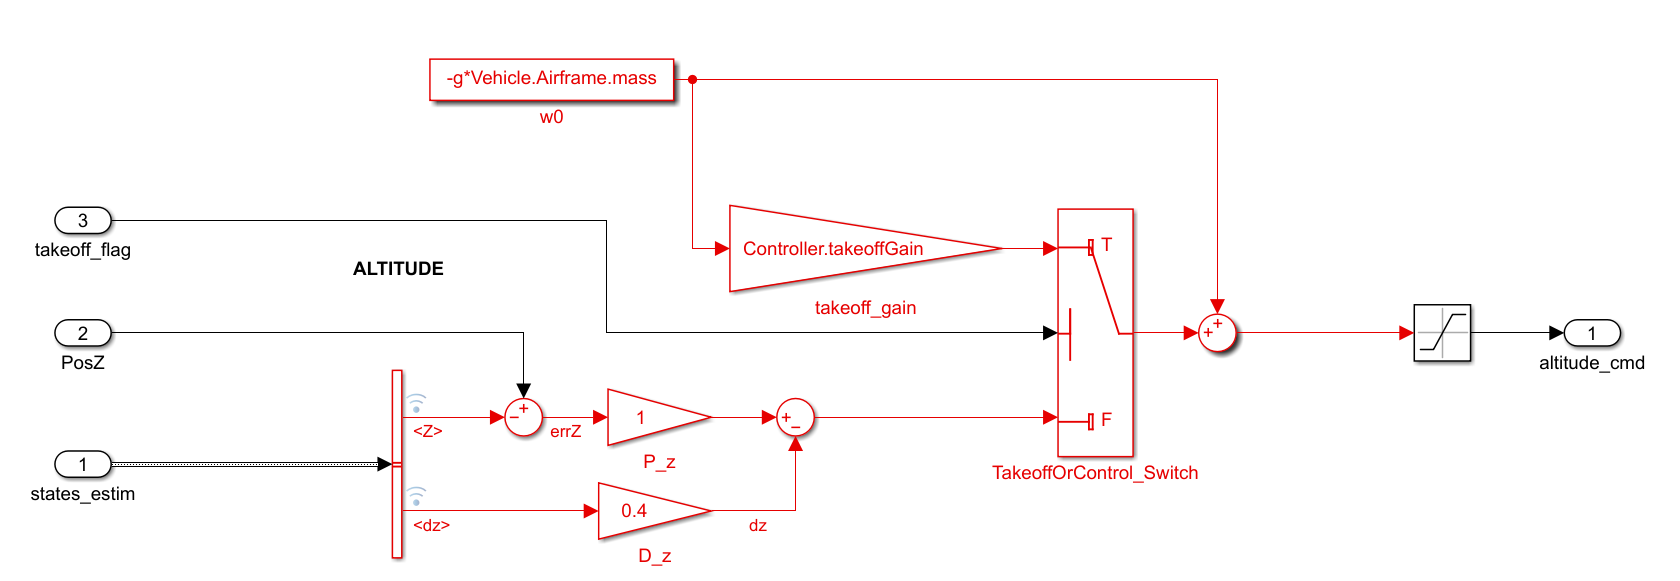 -g*Vehicle.Airframe.mass
w0
3
takeoff_flag
ALTITUDE
Controller.takeoffGain
takeoff_gain
T
2
PosZ
+
+
1
altitude_cmd
<Z>
−
+
errZ
1
P_z
+
−
F
TakeoffOrControl_Switch
1
states_estim
<dz>
0.4
D_z
dz